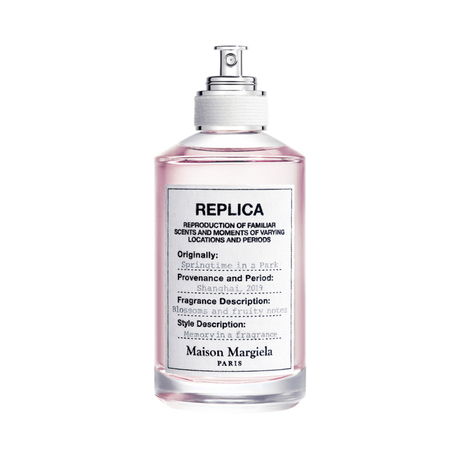 REPLICA
REPRODUCTION OF FAMILIAR
SCENTS AND MOMENTS OF VARYING
LOCATIONS AND PERIODS
Originally:
Springtime in a Park
Provenance and Period:
Shanghai, 2019
Fragrance Description:
Blossoms and fruity notes
Style Description:
Memory in a fragrance
Maison Margiela
PARIS